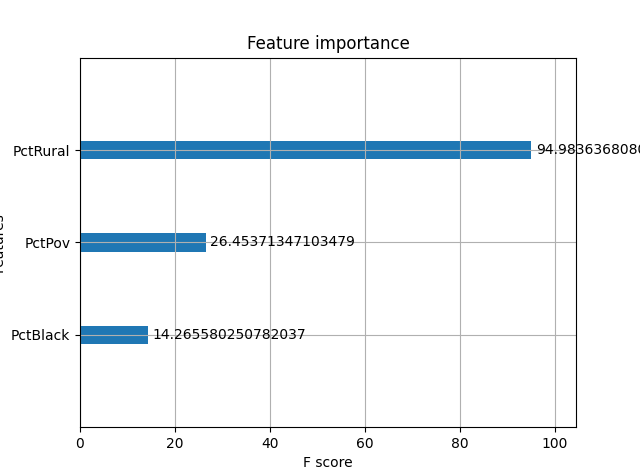 Feature importance
PctRural
94.9836368080
PctPov
26.45371347103479
PctBlack
14.265580250782037
0 20 40 60 80 100
F score